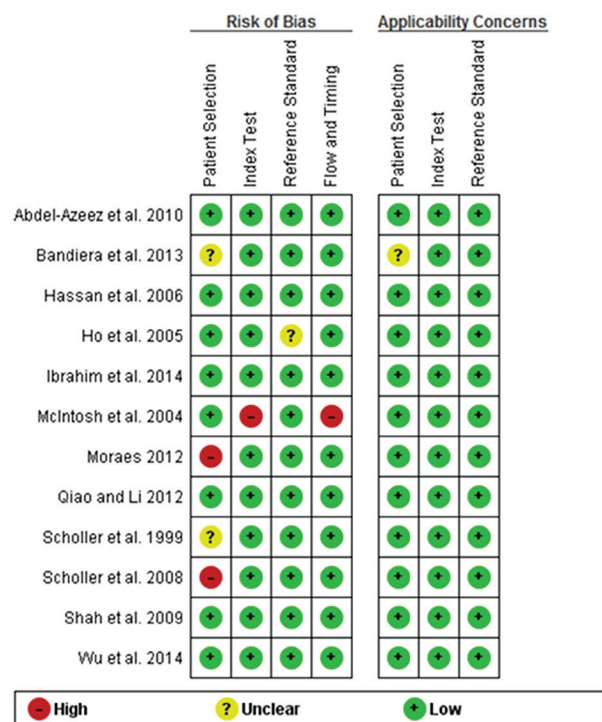 Risk of Bias Applicability Concerns
Patient Selection
Index Test
Reference Standard
Flow and Timing
Patient Selection
Index Test
Reference Standard
Abdel-Azeez et al. 2010 + + + + + + +
Bandiera et al. 2013 ? + + + ? + +
Hassan et al. 2006 + + + + + + +
Ho et al. 2005 + + ? + + + +
Ibrahim et al. 2014 + + + + + + +
McIntosh et al. 2004 + - + - + + +
Moraes 2012 - + + + + + +
Qiao and Li 2012 + + + + + + +
Scholler et al. 1999 ? + + + + + +
Scholler et al. 2008 - + + + + + +
Shah et al. 2009 + + + + + + +
Wu et al. 2014 + + + + + + +
- High ? Unclear + Low